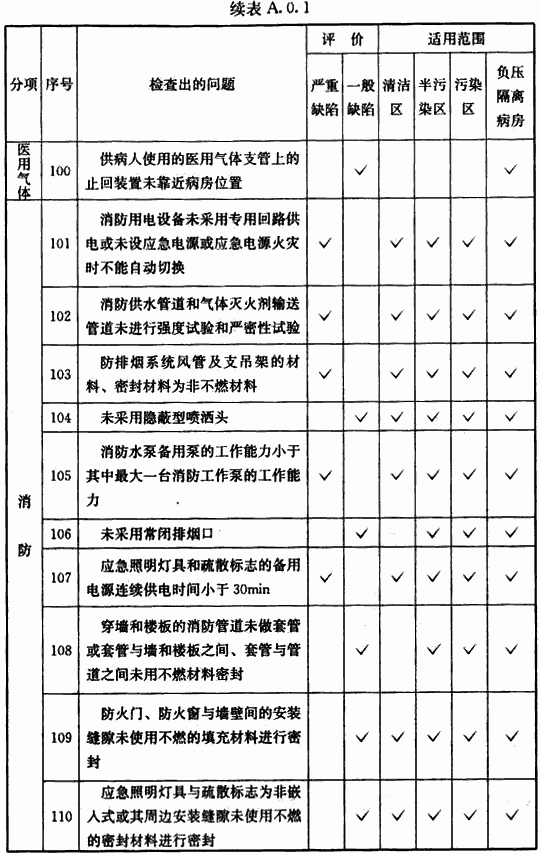 续表 A.0.1
分项 序号 检查出的问题 评 价 适用范围
严重缺陷 一般缺陷 清洁区 半污染区 污染区 负压隔离病房
医用气体 100 供病人使用的医用气体支管上的
止回装置未靠近病房位置 ✓ ✓
消防
101 消防用电设备未采用专用回路供
电或未设应急电源或应急电源火灾
时不能自动切换 ✓ ✓ ✓ ✓ ✓
102 消防供水管道和气体灭火剂输送
管道未进行强度试验和严密性试验 ✓ ✓ ✓ ✓ ✓
103 防排烟系统风管及支吊架的材
料、密封材料为非不燃材料 ✓ ✓ ✓ ✓ ✓
104 未采用隐蔽型喷洒头 ✓ ✓ ✓ ✓ ✓
105 消防水泵备用泵的工作能力小于
其中最大一台消防工作泵的工作能
力 ✓ ✓ ✓ ✓ ✓
106 未采用常闭排烟口 ✓ ✓ ✓ ✓
107 应急照明灯具和疏散标志的备用
电源连续供电时间小于 30min ✓ ✓ ✓ ✓ ✓
108 穿墙和楼板的消防管道未做套管
或套管与墙和楼板之间、套管与管
道之间未用不燃材料密封 ✓ ✓ ✓ ✓
109 防火门、防火窗与墙壁间的安装
缝隙未使用不燃的填充材料进行密
封 ✓ ✓ ✓ ✓ ✓
110 应急照明灯具与疏散标志为非嵌
入式或其周边安装缝隙未使用不燃
的密封材料进行密封 ✓ ✓ ✓ ✓ ✓